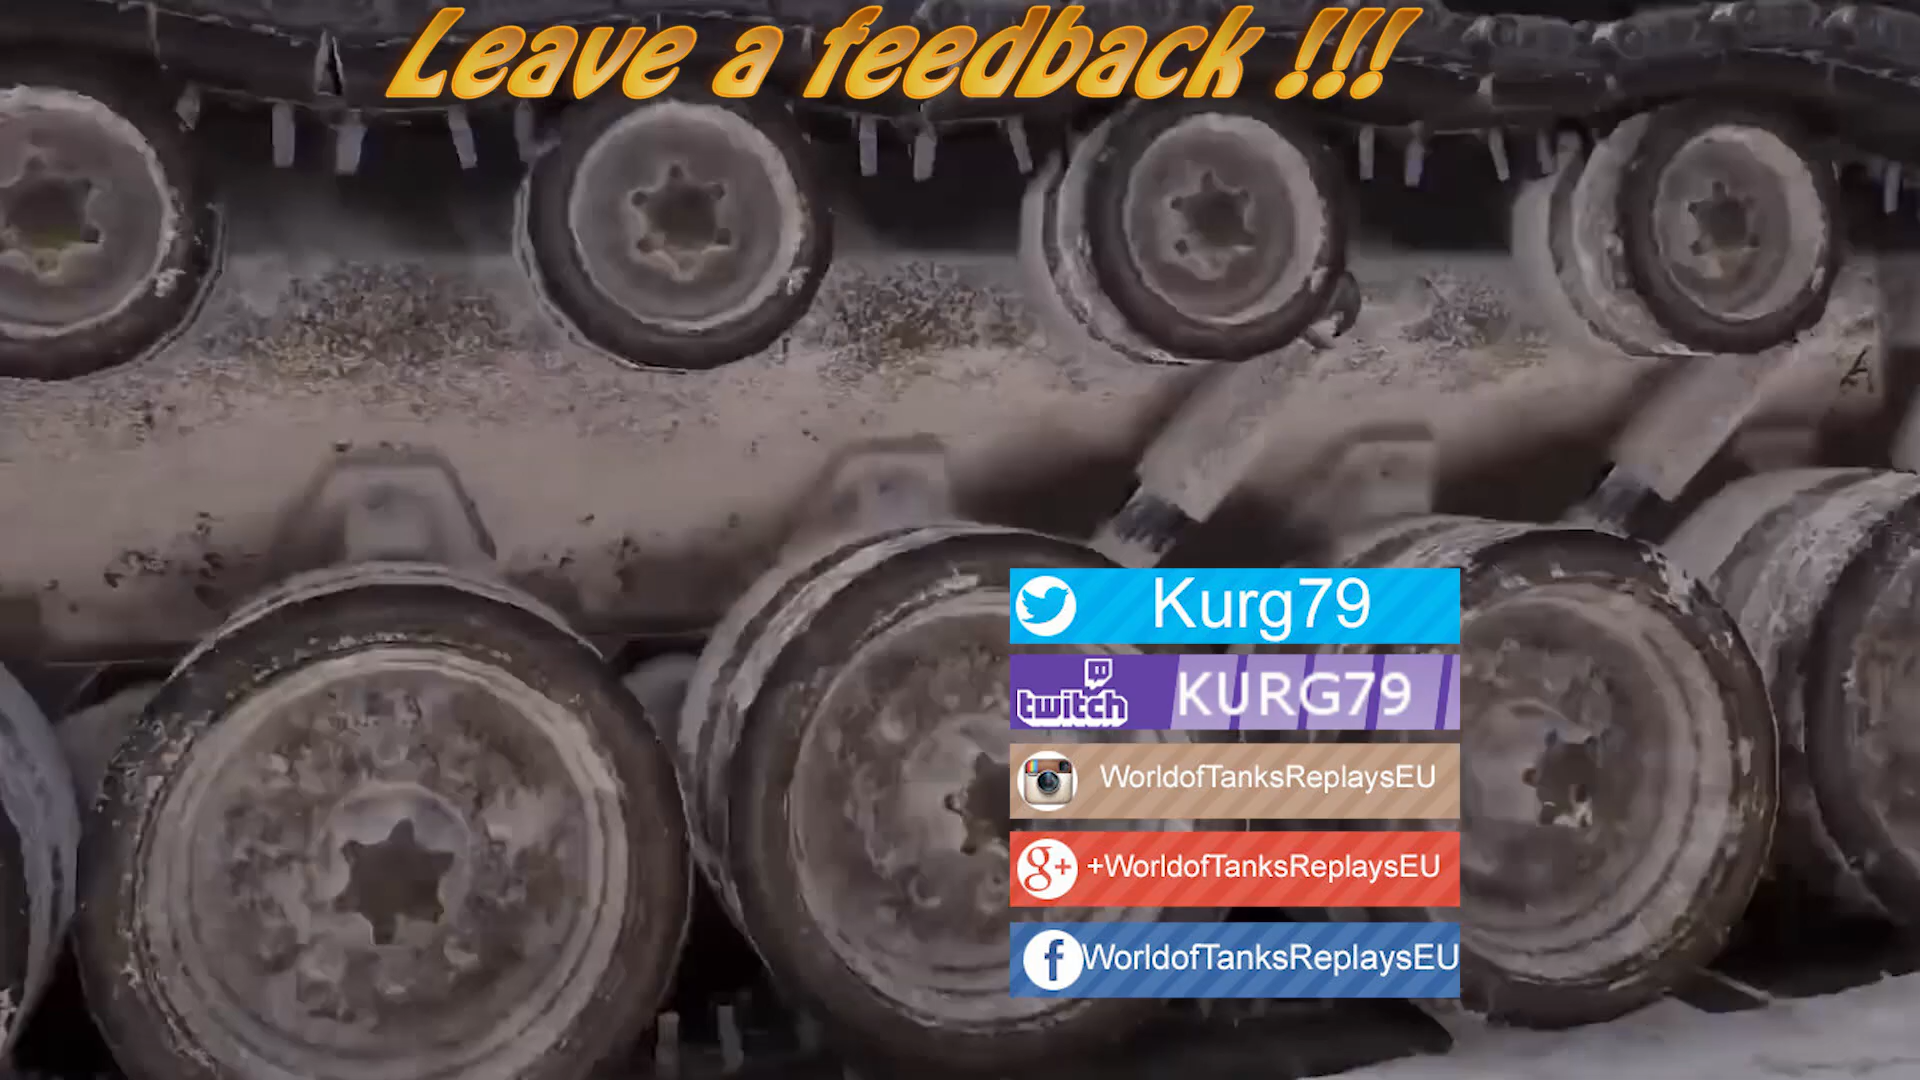 Leave a feedback !!!
Kurg79
twitch KURG79
WorldofTanksReplaysEU
g+ +WorldofTanksReplaysEU
f WorldofTanksReplaysEU